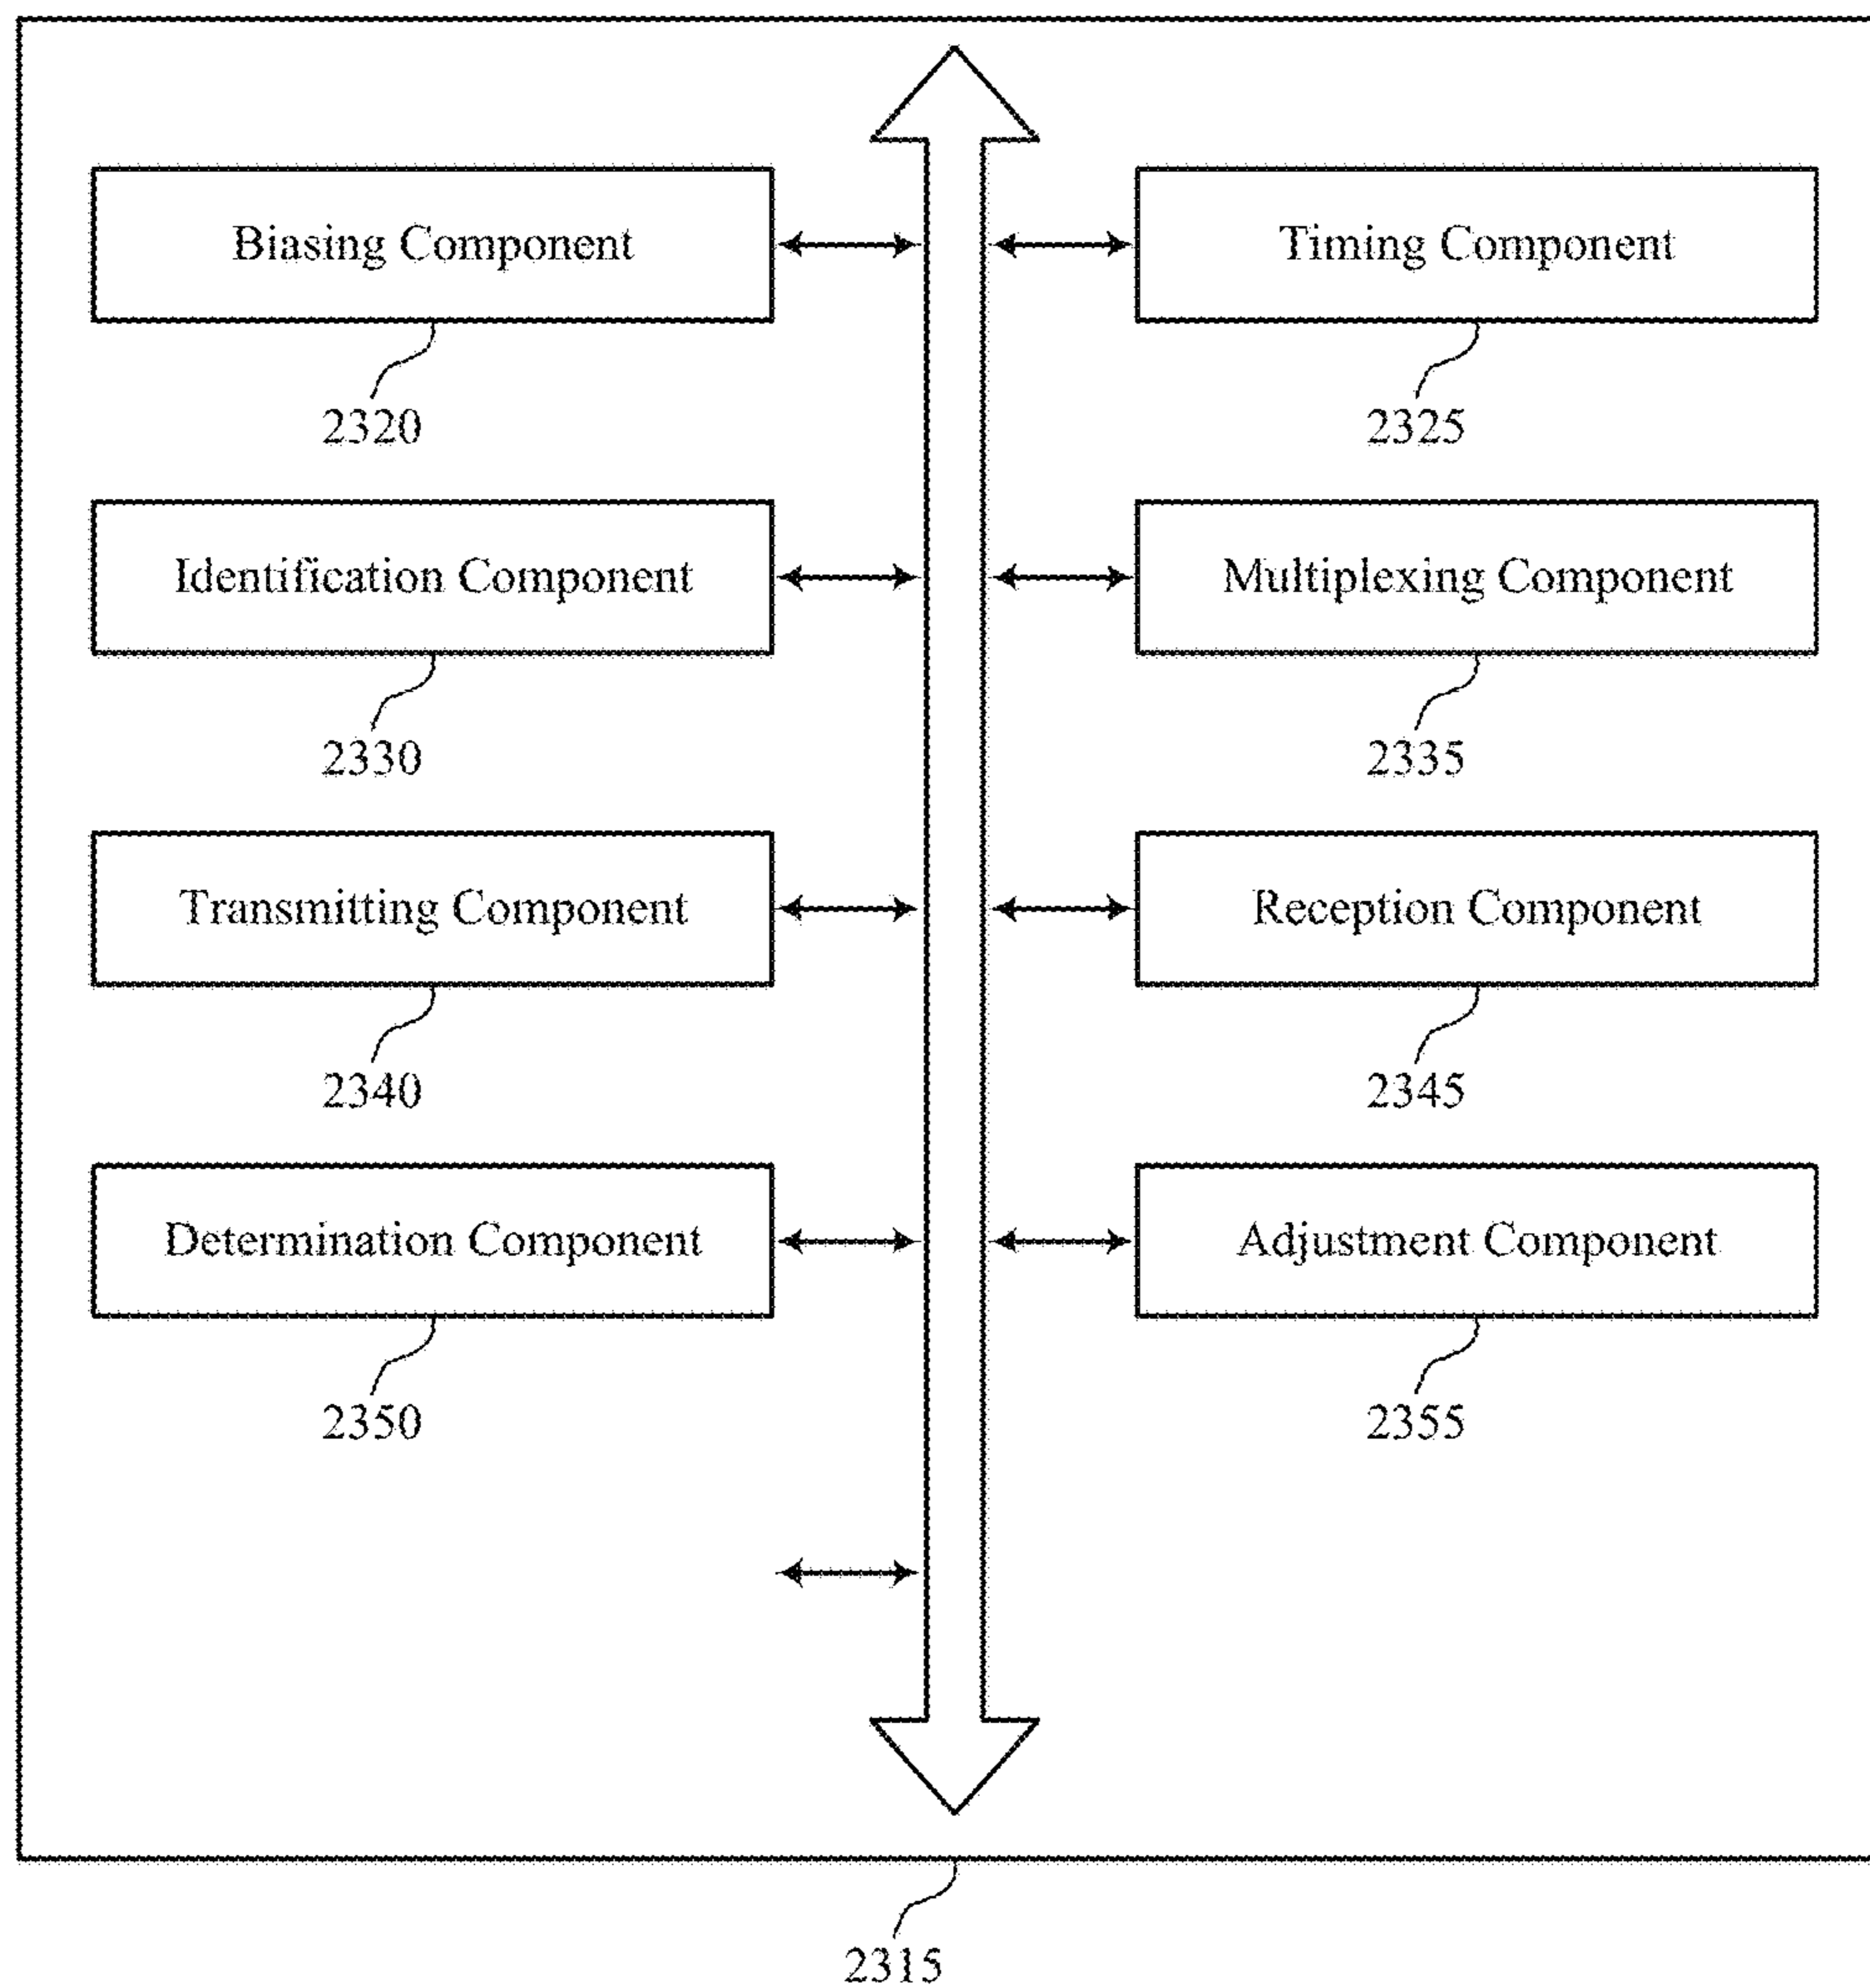 Biasing Component
Timing Component
2320
2325
Identification Component
Multiplexing Component
2330
2335
Transmitting Component
Reception Component
2340
2345
Determination Component
Adjustment Component
2350
2355
2315